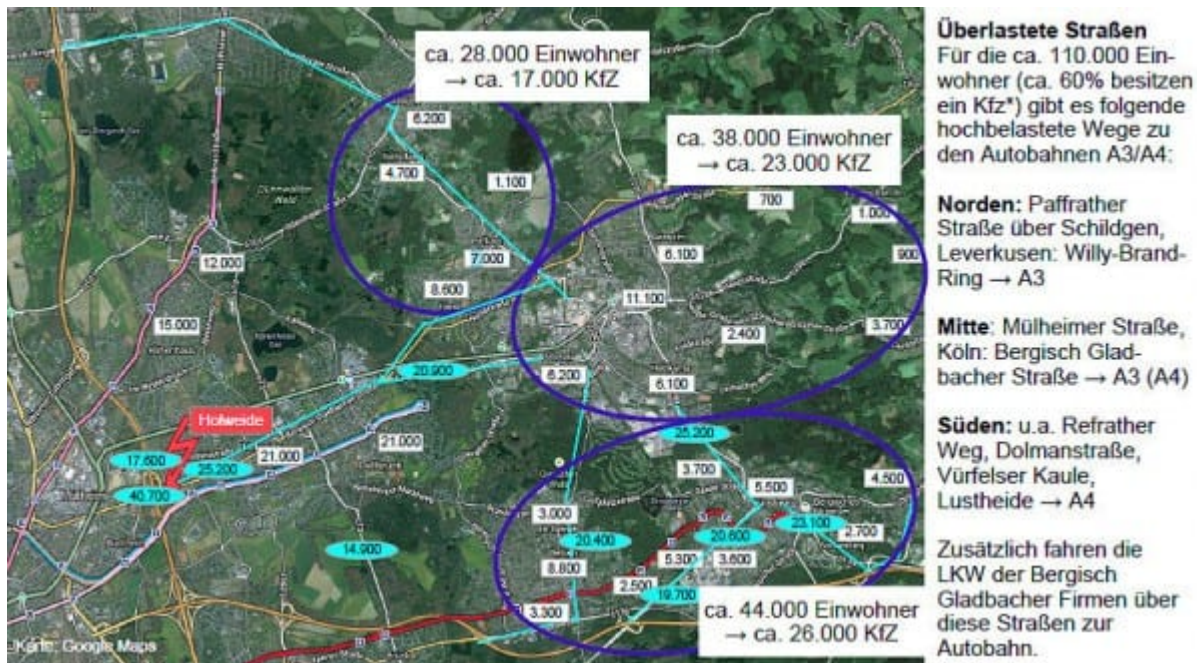 ca. 28.000 Einwohner
→ ca. 17.000 KfZ
ca. 38.000 Einwohner
→ ca. 23.000 KfZ
6.200
4.700
1.100
700
1.000
7.000
6.100
900
12.000
8.600
11.100
15.000
2.400
3.700
20.900
6.200
6.100
Holweide
25.200
21.000
17.600
25.200
21.000
3.700
4.500
40.700
5.500
3.000
23.100
2.700
14.900
20.400
20.600
8.800
5.300
3.600
2.500
19.700
3.300
ca. 44.000 Einwohner
→ ca. 26.000 KfZ
Karte: Google Maps
Überlastete Straßen
Für die ca. 110.000 Ein-
wohner (ca. 60% besitzen
ein Kfz*) gibt es folgende
hochbelastete Wege zu
den Autobahnen A3/A4:
Norden: Paffrather
Straße über Schildgen,
Leverkusen: Willy-Brand-
Ring → A3
Mitte: Mülheimer Straße,
Köln: Bergisch Glad-
bacher Straße → A3 (A4)
Süden: u.a. Refrather
Weg, Dolmanstraße,
Vürfelser Kaule,
Lustheide → A4
Zusätzlich fahren die
LKW der Bergisch
Gladbacher Firmen über
diese Straßen zur
Autobahn.